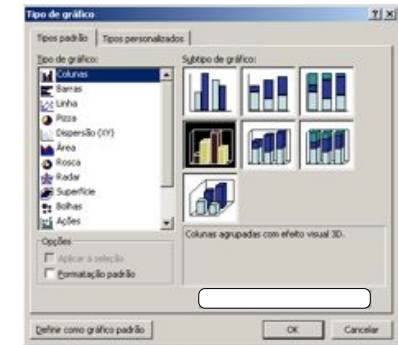 Tipo de gráfico
Tipos padrão
Tipos personalizados
Tipo de gráfico:
Subtipo de gráfico:
Colunas
Barras
Linha
Pizza
Dispersão (XY)
Área
Rosca
Radar
Superfície
Bolhas
Ações
Colunas agrupadas com efeito visual 3D.
Opções
Aplicar à seleção
Formatação padrão
Definir como gráfico padrão
OK
Cancelar